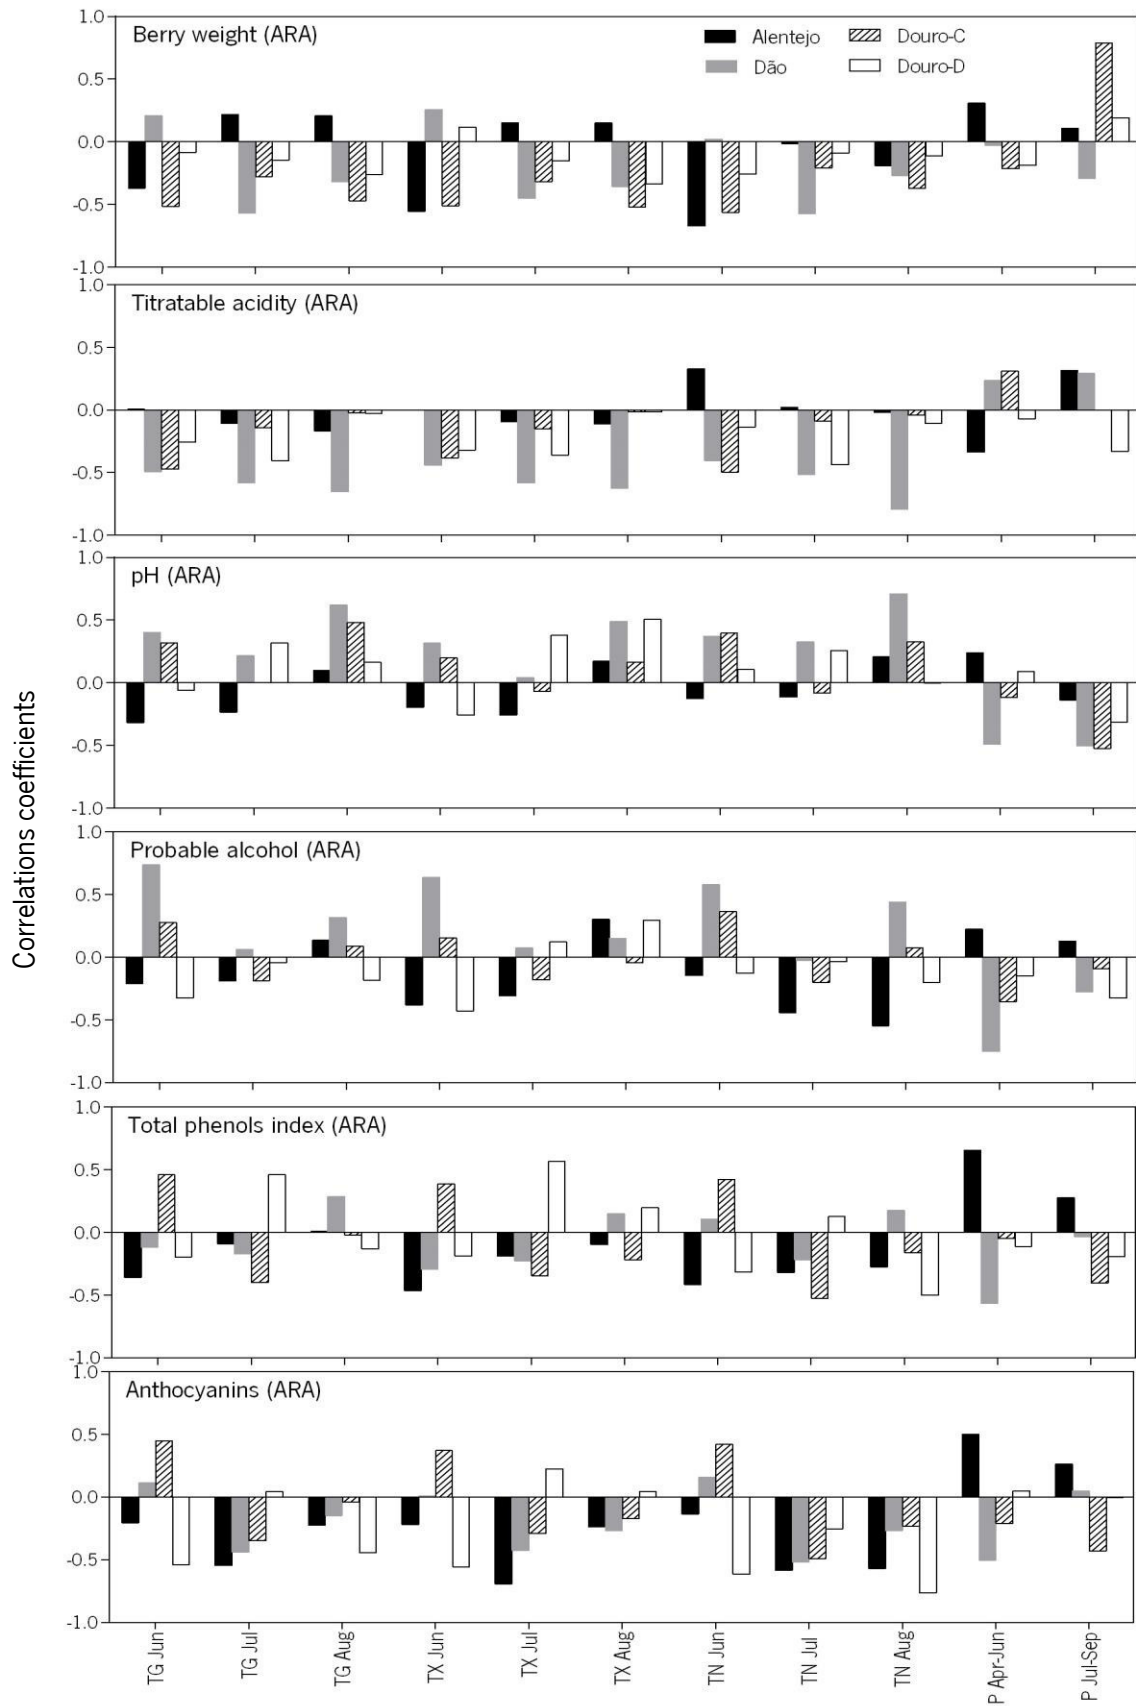 Correlations coefficients
Berry weight (ARA)
Alentejo
Douro-C
Dão
Douro-D
1.0
0.5
0.0
-0.5
-1.0
Titratable acidity (ARA)
1.0
0.5
0.0
-0.5
-1.0
pH (ARA)
1.0
0.5
0.0
-0.5
-1.0
Probable alcohol (ARA)
1.0
0.5
0.0
-0.5
-1.0
Total phenols index (ARA)
1.0
0.5
0.0
-0.5
-1.0
Anthocyanins (ARA)
1.0
0.5
0.0
-0.5
-1.0
TG Jun
TG Jul
TG Aug
TX Jun
TX Jul
TX Aug
TN Jun
TN Jul
TN Aug
P Apr-Jun
P Jul-Sep